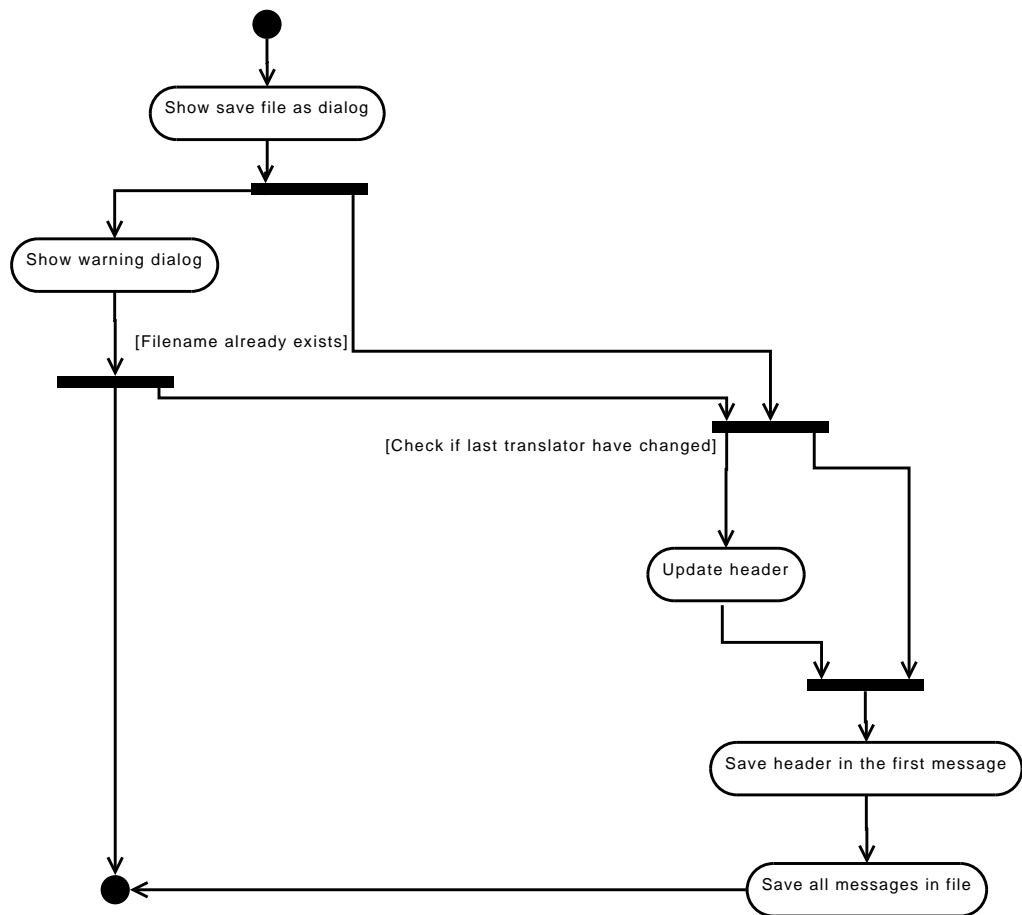 Show save file as dialog
Show warning dialog
[Filename already exists]
[Check if last translator have changed]
Update header
Save header in the first message
Save all messages in file